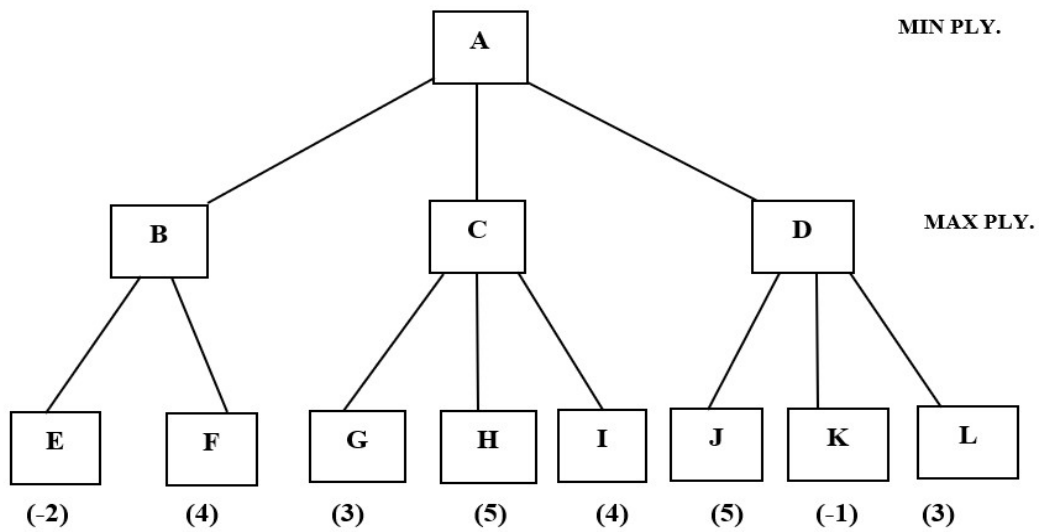 A
MIN PLY.
B
C
D
MAX PLY.
E
F
G
H
I
J
K
L
(-2)
(4)
(3)
(5)
(4)
(5)
(-1)
(3)